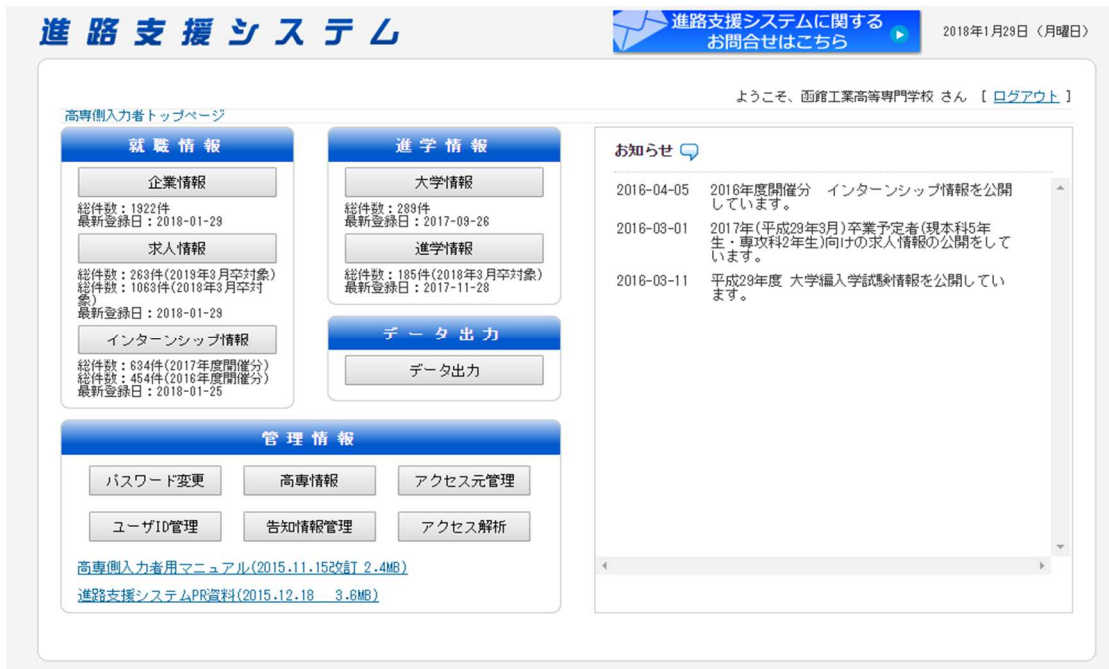 進路支援システム
進路支援システムに関する
お問合せはこちら
2018年1月29日（月曜日）
ようこそ、函館工業高等専門学校 さん [ ログアウト ]
高専側入力者トップページ
就職情報
企業情報
総件数：1922件
最新登録日：2018-01-29
求人情報
総件数：263件(2019年3月卒対象)
総件数：1063件(2018年3月卒対
象)
最新登録日：2018-01-29
インターンシップ情報
総件数：634件(2017年度開催分)
総件数：454件(2016年度開催分)
最新登録日：2018-01-25
進学情報
大学情報
総件数：289件
最新登録日：2017-09-26
進学情報
総件数：185件(2018年3月卒対象)
最新登録日：2017-11-28
データ出力
データ出力
管理情報
パスワード変更
高専情報
アクセス元管理
ユーザID管理
告知情報管理
アクセス解析
高専側入力者用マニュアル(2015.11.15改訂 2.4MB)
進路支援システムPR資料(2015.12.18 3.6MB)
お知らせ
2016-04-05 2016年度開催分 インターンシップ情報を公開
しています。
2016-03-01 2017年(平成29年3月)卒業予定者(現本科5年
生・専攻科2年生)向けの求人情報の公開をして
います。
2016-03-11 平成29年度 大学編入学試験情報を公開してい
ます。